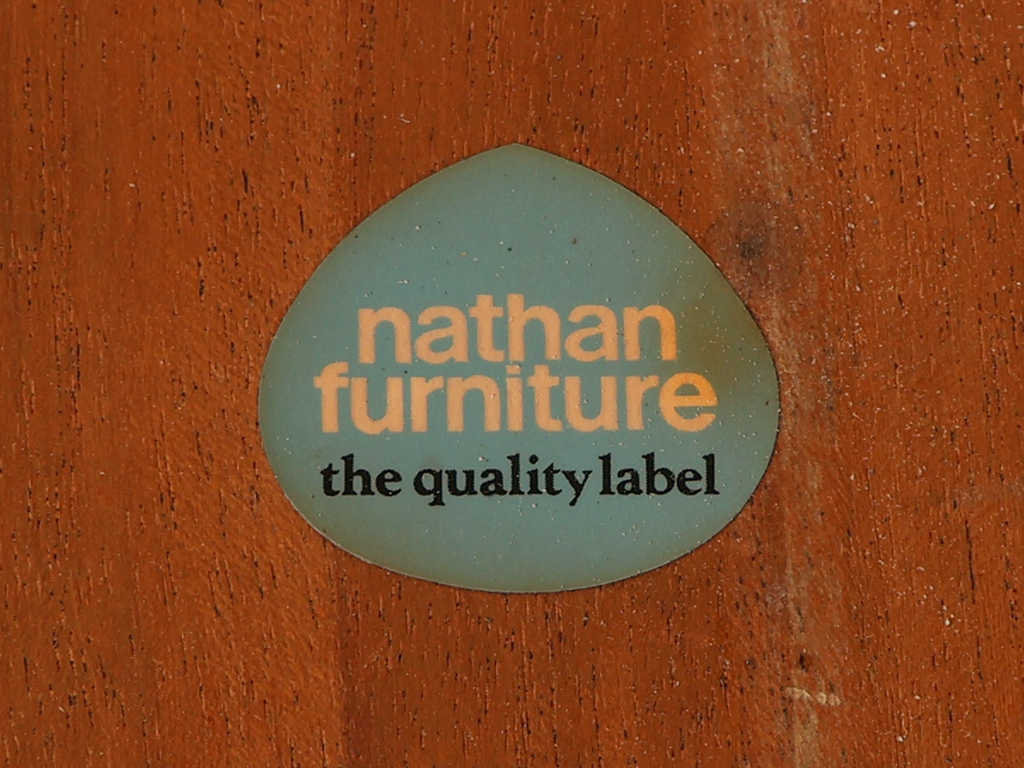 nathan
furniture
the quality label